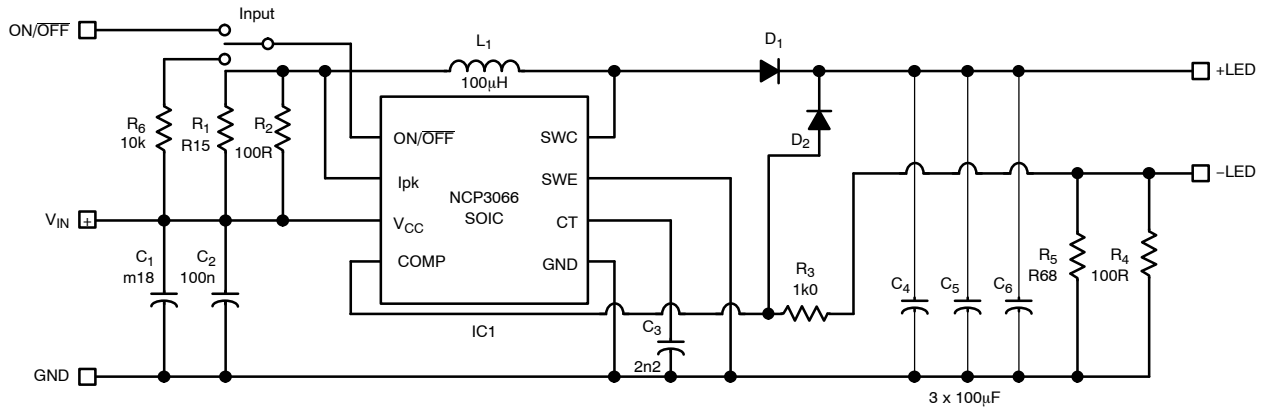 Input
ON/OFF
L₁
100μH
D₁
+LED
R₆
10k
R₁
R15
R₂
100R
ON/OFF
SWC
D₂
Ipk
SWE
−LED
NCP3066
SOIC
V_IN
+
V_CC
CT
COMP
GND
C₁
m18
C₂
100n
R₃
1k0
C₄
C₅
C₆
R₅
R68
R₄
100R
IC1
C₃
2n2
GND
3 x 100μF